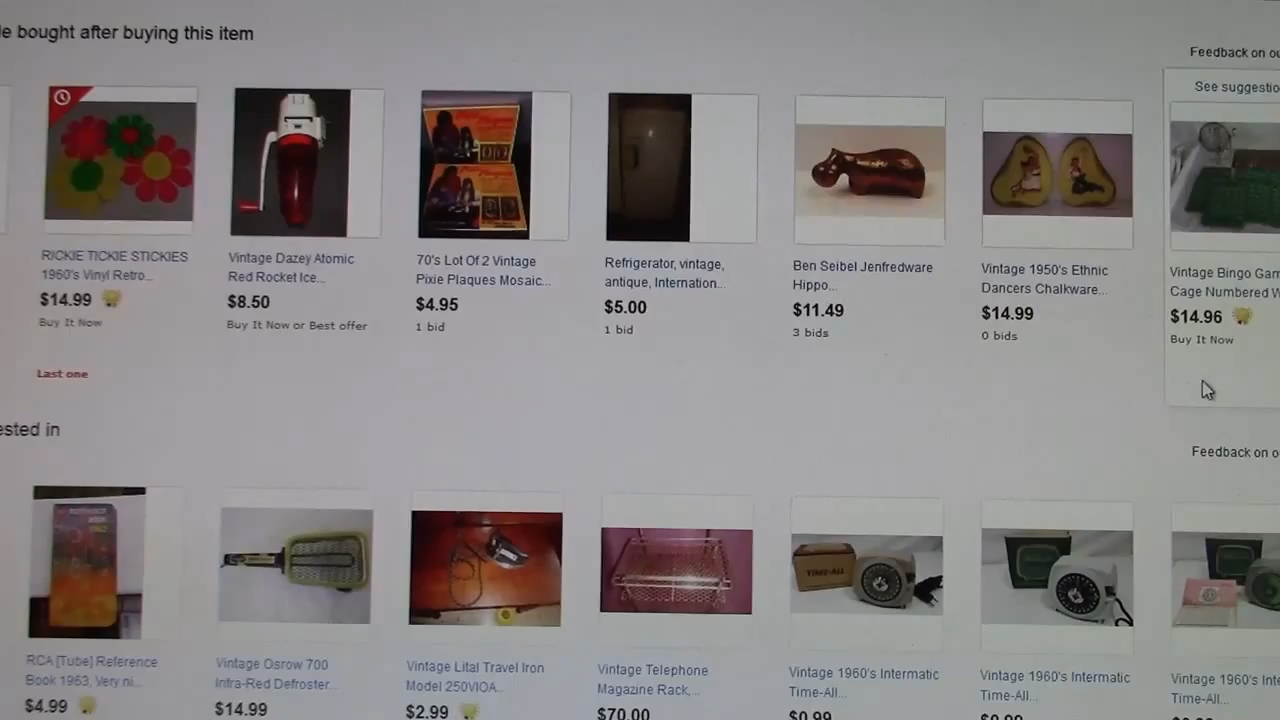 le bought after buying this item
Feedback on ou
See suggestio
RICKIE TICKIE STICKIES
1960's Vinyl Retro...
$14.99
Buy It Now
Last one
Vintage Dazey Atomic
Red Rocket Ice...
$8.50
Buy It Now or Best offer
70's Lot Of 2 Vintage
Pixie Plaques Mosaic...
$4.95
1 bid
Refrigerator, vintage,
antique, Internation...
$5.00
1 bid
Ben Seibel Jenfredware
Hippo...
$11.49
3 bids
Vintage 1950's Ethnic
Dancers Chalkware...
$14.99
0 bids
Vintage Bingo Gam
Cage Numbered W
$14.96
Buy It Now
ested in
Feedback on o
TIME-ALL
RCA [Tube] Reference
Book 1963, Very ni...
$4.99
Vintage Osrow 700
Infra-Red Defroster...
$14.99
Vintage Lital Travel Iron
Model 250VIOA...
$2.99
Vintage Telephone
Magazine Rack,...
$70.00
Vintage 1960's Intermatic
Time-All...
$0.99
Vintage 1960's Intermatic
Time-All...
$0.99
Vintage 1960's Inte
Time-All...